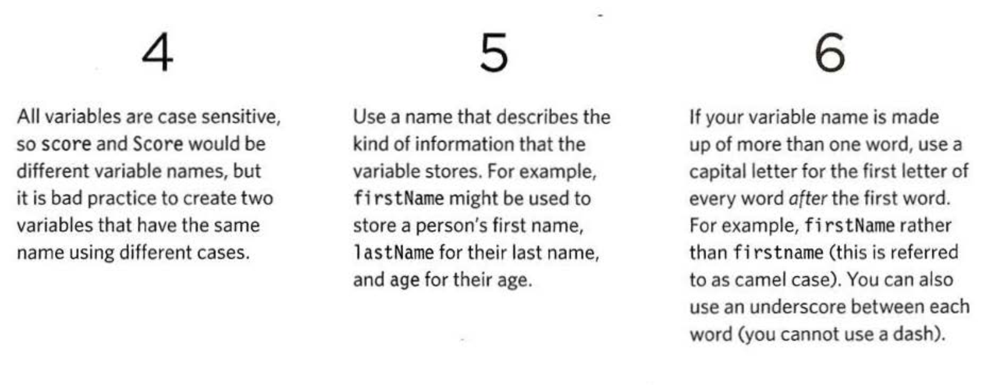 4
All variables are case sensitive,
so score and Score would be
different variable names, but
it is bad practice to create two
variables that have the same
name using different cases.
5
Use a name that describes the
kind of information that the
variable stores. For example,
firstName might be used to
store a person's first name,
lastName for their last name,
and age for their age.
6
If your variable name is made
up of more than one word, use a
capital letter for the first letter of
every word after the first word.
For example, firstName rather
than firstname (this is referred
to as camel case). You can also
use an underscore between each
word (you cannot use a dash).